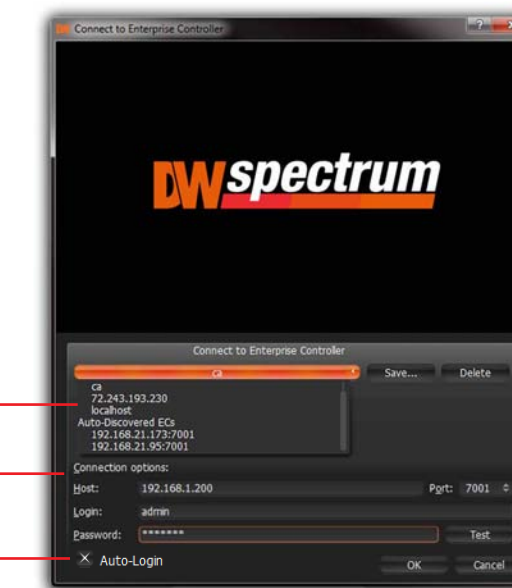 Connect to Enterprise Controller
?
DW spectrum
Connect to Enterprise Controller
ca
Save...
Delete
ca
72.243.193.230
localhost
Auto-Discovered ECs
192.168.21.173:7001
192.168.21.95:7001
Connection options:
Host: 192.168.1.200 Port: 7001
Login: admin
Password: ******* Test
Auto-Login OK Cancel